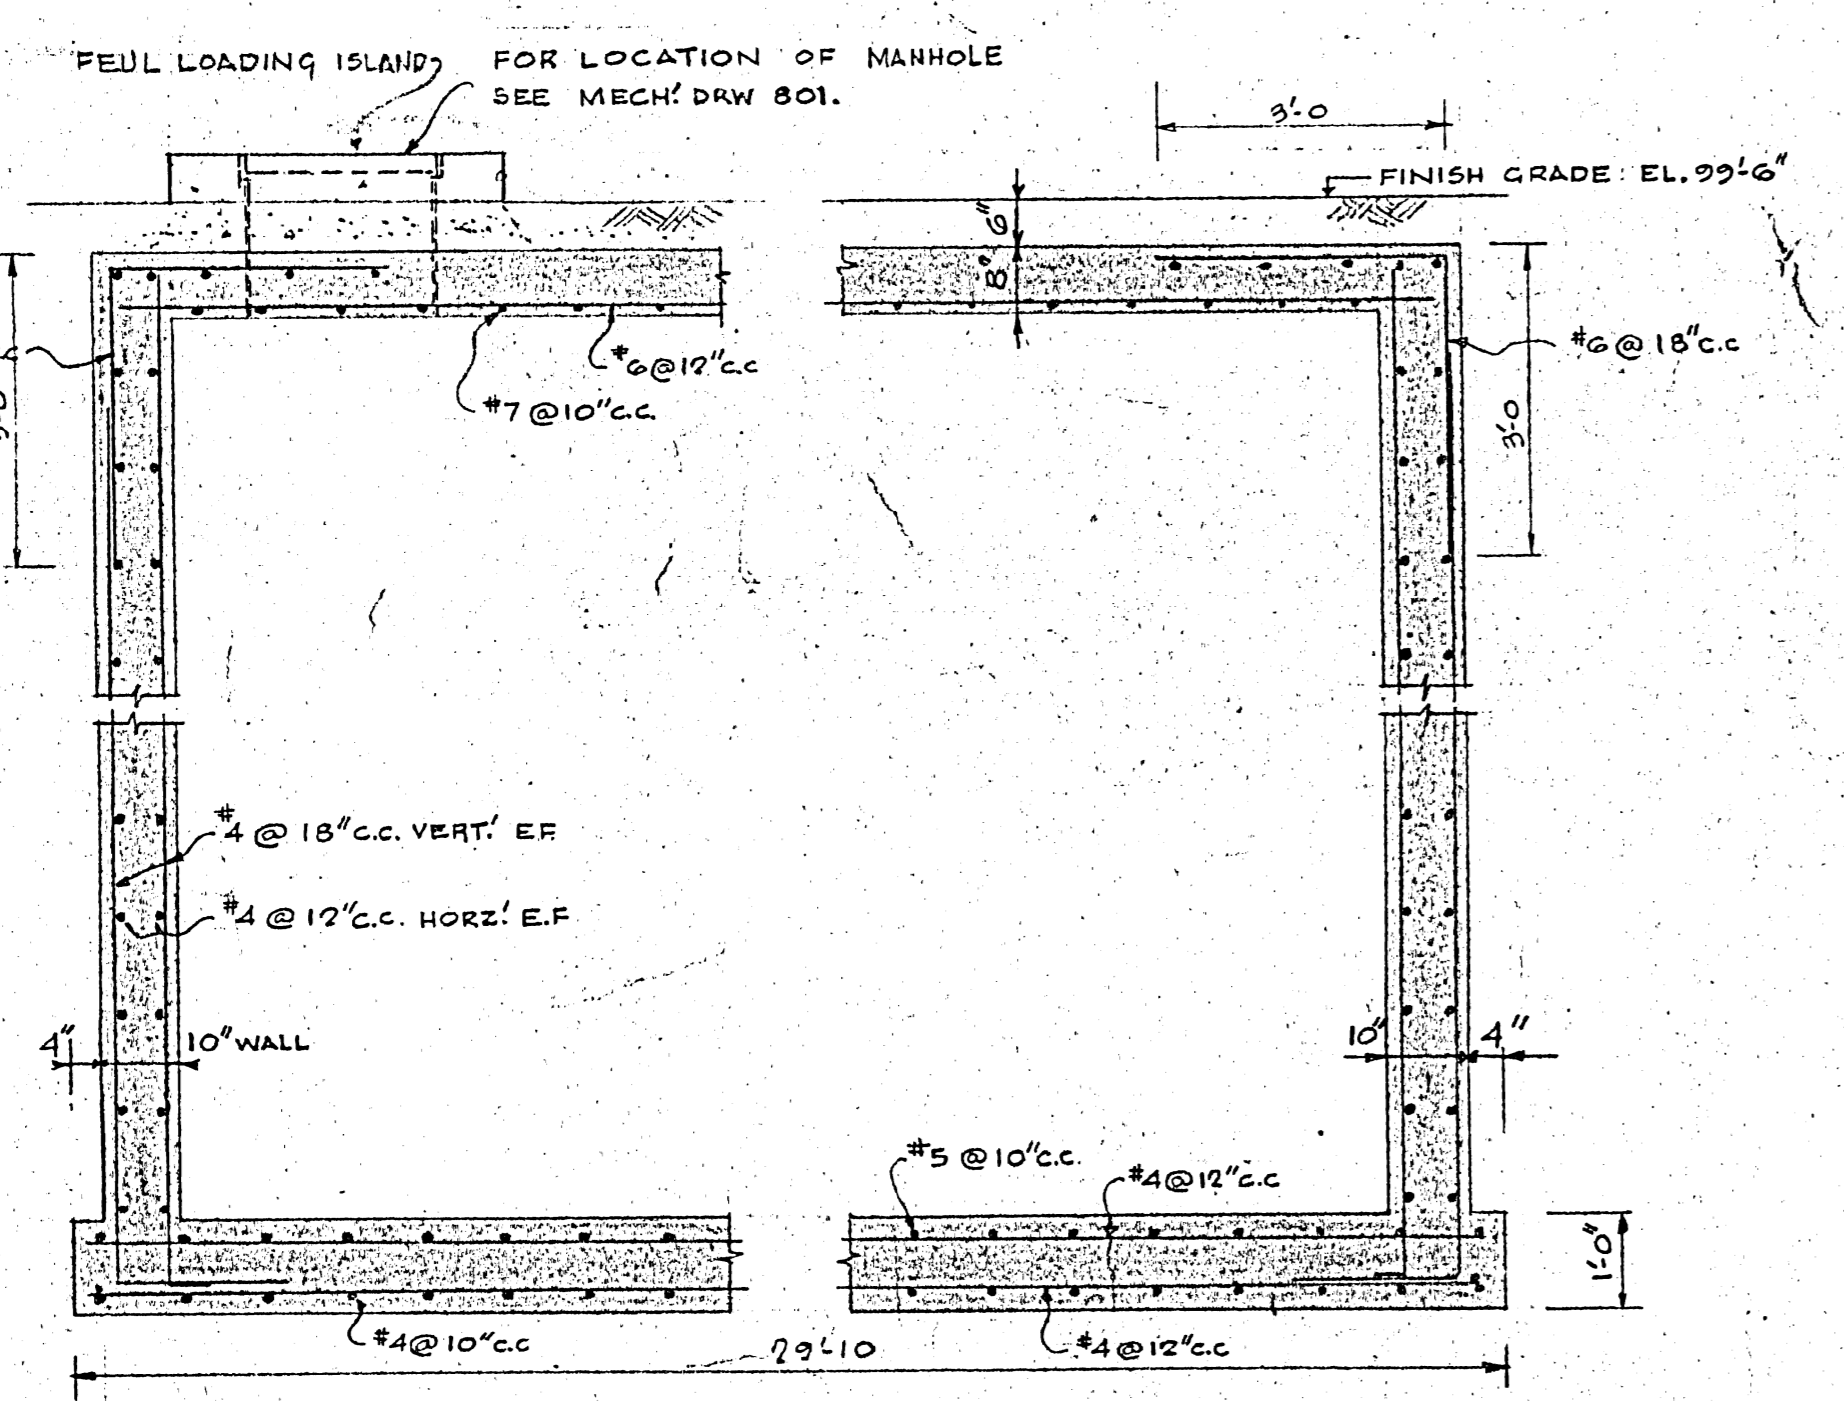 FEUL LOADING ISLAND
FOR LOCATION OF MANHOLE
SEE MECH! DRW 801.
3'-0
FINISH GRADE: EL. 99'-6"
6"
8"
#6 @ 12" c.c
#7 @ 10" c.c.
#6 @ 18" c.c
3'-0
#4 @ 18" c.c. VERT! E.F.
#4 @ 12" c.c. HORZ! E.F
4"
10" WALL
10"
4"
#5 @ 10" c.c.
#4 @ 12" c.c
1'-0"
#4 @ 10" c.c
29'-10
#4 @ 12" c.c